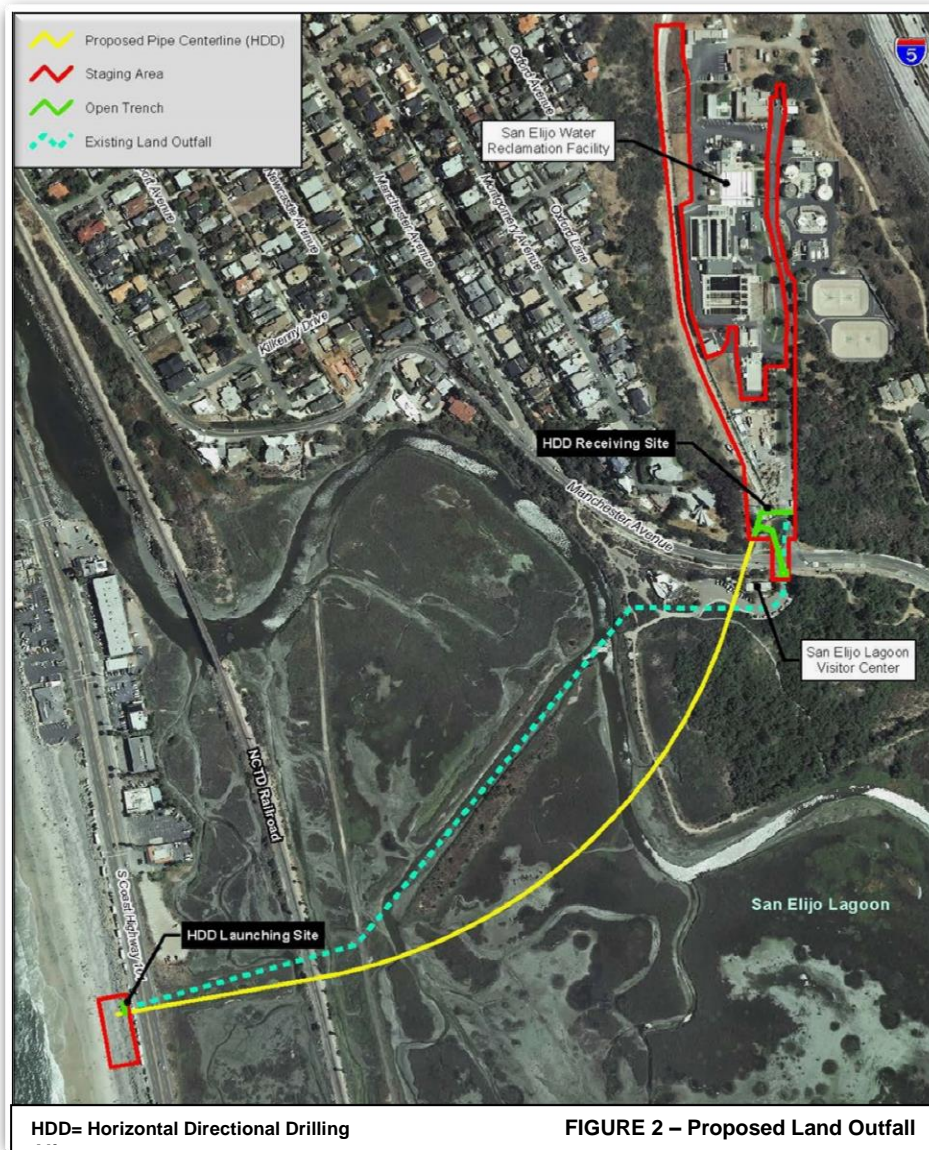 Proposed Pipe Centerline (HDD)
Staging Area
Open Trench
Existing Land Outfall
5
Oxford Avenue
San Elijo Water
Reclamation Facility
Newcastle Avenue
Manchester Avenue
Montgomery Avenue
Oxford Lane
Kilkenny Drive
HDD Receiving Site
Manchester Avenue
San Elijo Lagoon
Visitor Center
NCTD Railroad
San Elijo Lagoon
S Coast Highway
HDD Launching Site
HDD= Horizontal Directional Drilling
FIGURE 2 – Proposed Land Outfall